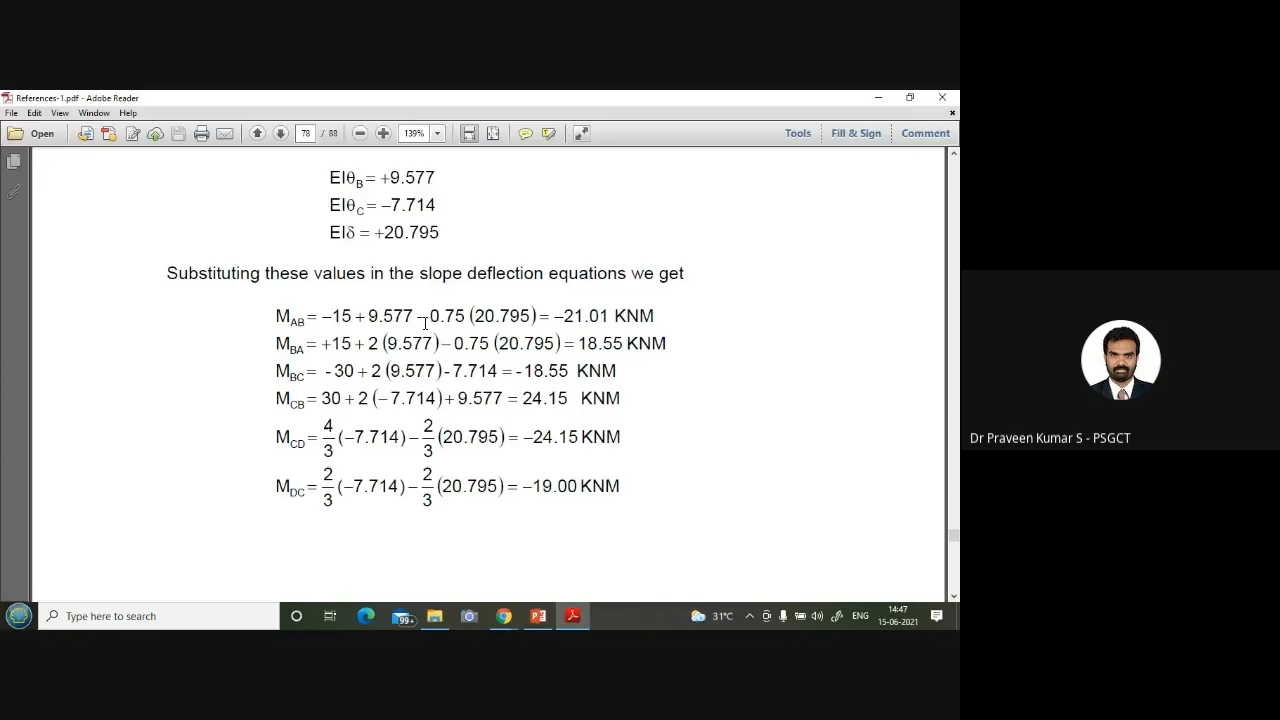 References-1.pdf - Adobe Reader
File Edit View Window Help
Open 78 / 88 139% Tools Fill & Sign Comment
EIθB = +9.577
EIθC = −7.714
EIδ = +20.795
Substituting these values in the slope deflection equations we get
MAB = −15 + 9.577 − 0.75 (20.795) = −21.01 KNM
MBA = +15 + 2 (9.577) − 0.75 (20.795) = 18.55 KNM
MBC = - 30 + 2 (9.577) - 7.714 = - 18.55 KNM
MCB = 30 + 2 (−7.714) + 9.577 = 24.15 KNM
MCD = 4/3 (−7.714) − 2/3 (20.795) = −24.15 KNM
MDC = 2/3 (−7.714) − 2/3 (20.795) = −19.00 KNM
Dr Praveen Kumar S - PSGCT
Type here to search
99+
31°C
ENG
14:47
15-06-2021